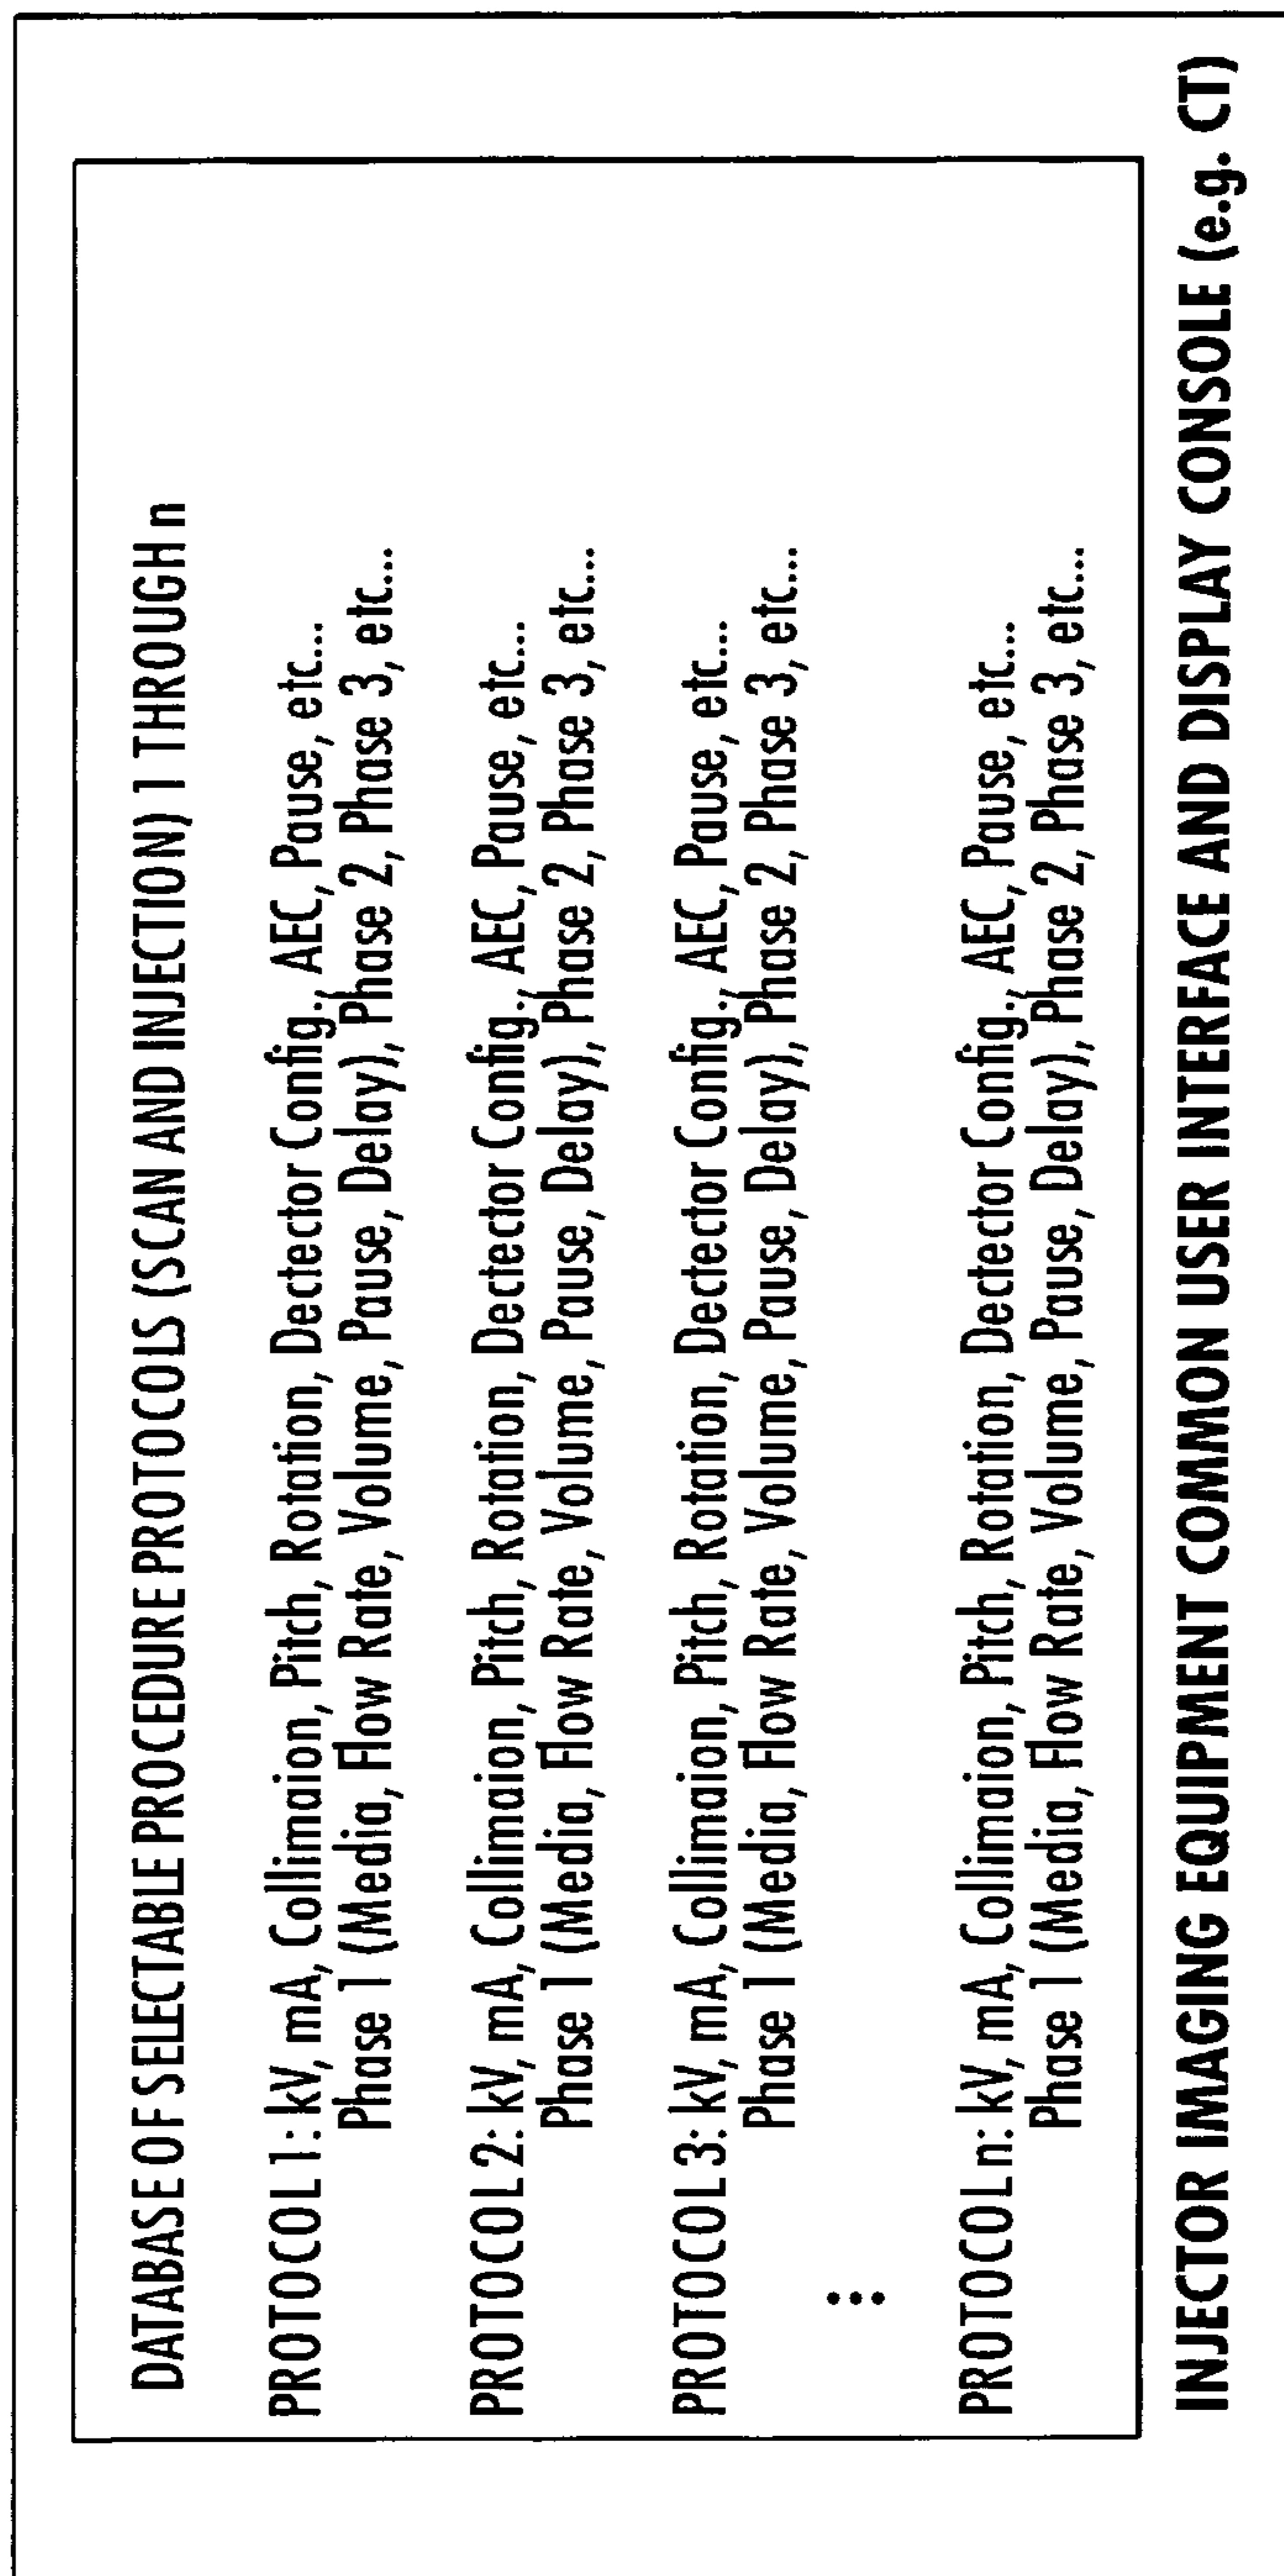 DATABASE OF SELECTABLE PROCEDURE PROTOCOLS (SCAN AND INJECTION) 1 THROUGH n
PROTOCOL 1: kV, mA, Collimaion, Pitch, Rotation, Dectector Config., AEC, Pause, etc...
Phase 1 (Media, Flow Rate, Volume, Pause, Delay), Phase 2, Phase 3, etc...
PROTOCOL 2: kV, mA, Collimaion, Pitch, Rotation, Dectector Config., AEC, Pause, etc...
Phase 1 (Media, Flow Rate, Volume, Pause, Delay), Phase 2, Phase 3, etc...
PROTOCOL 3: kV, mA, Collimaion, Pitch, Rotation, Dectector Config., AEC, Pause, etc...
Phase 1 (Media, Flow Rate, Volume, Pause, Delay), Phase 2, Phase 3, etc...
⋮
PROTOCOL n: kV, mA, Collimaion, Pitch, Rotation, Dectector Config., AEC, Pause, etc...
Phase 1 (Media, Flow Rate, Volume, Pause, Delay), Phase 2, Phase 3, etc...
INJECTOR IMAGING EQUIPMENT COMMON USER INTERFACE AND DISPLAY CONSOLE (e.g. CT)